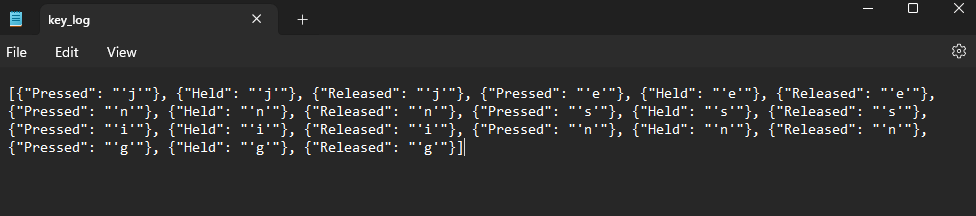 key_log
File Edit View
[{"Pressed": "'j'"}, {"Held": "'j'"}, {"Released": "'j'"}, {"Pressed": "'e'"}, {"Held": "'e'"}, {"Released": "'e'"},
{"Pressed": "'n'"}, {"Held": "'n'"}, {"Released": "'n'"}, {"Pressed": "'s'"}, {"Held": "'s'"}, {"Released": "'s'"},
{"Pressed": "'i'"}, {"Held": "'i'"}, {"Released": "'i'"}, {"Pressed": "'n'"}, {"Held": "'n'"}, {"Released": "'n'"},
{"Pressed": "'g'"}, {"Held": "'g'"}, {"Released": "'g'"}]